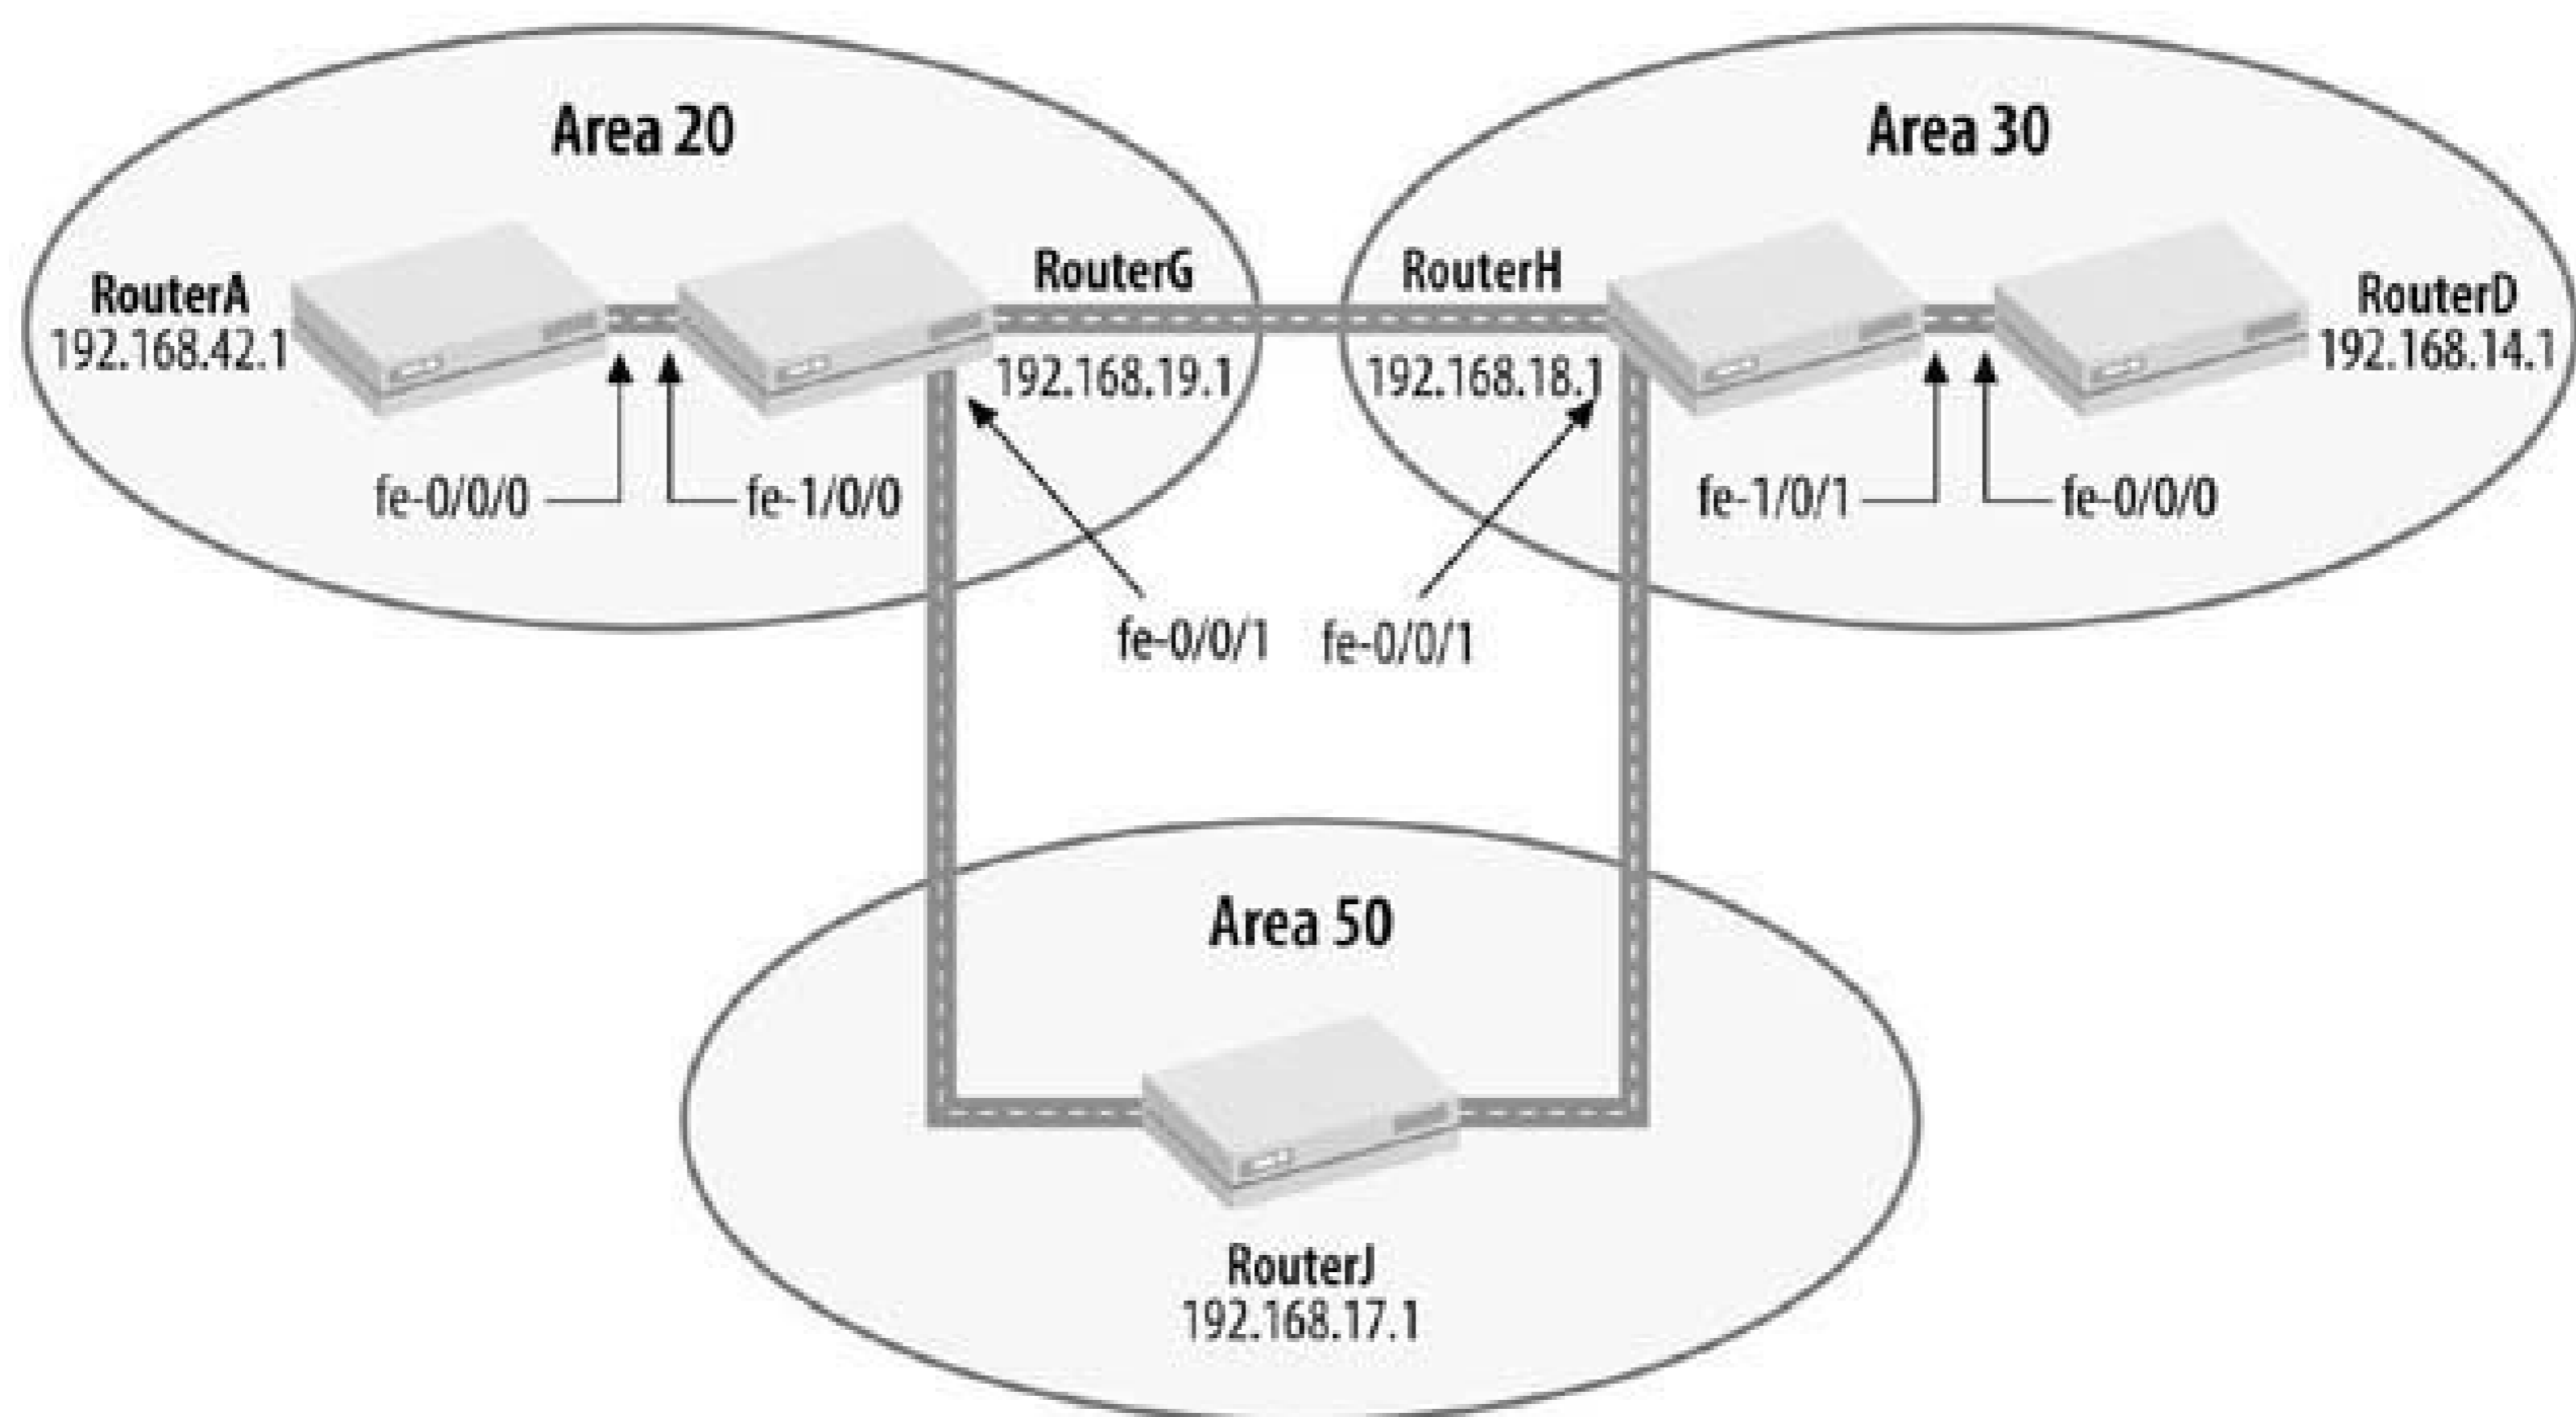 Area 20
Area 30
RouterA
192.168.42.1
RouterG
192.168.19.1
RouterH
192.168.18.1
RouterD
192.168.14.1
fe-0/0/0
fe-1/0/0
fe-1/0/1
fe-0/0/0
fe-0/0/1
fe-0/0/1
Area 50
RouterJ
192.168.17.1